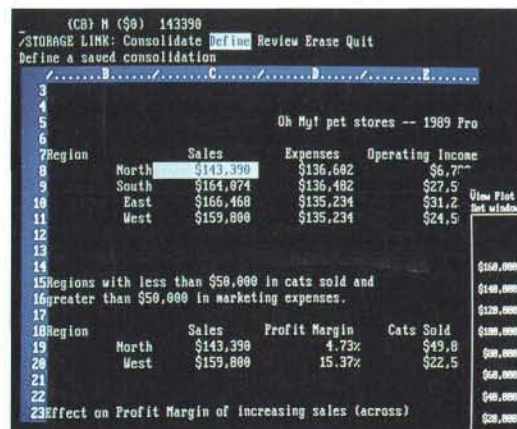 (C8) N ($0) 143390
/STORAGE LINK: Consolidate Define Review Erase Quit
Define a saved consolidation
/.......B......./.......C......./.......D......./.......E.......
3
4
5 Oh My! pet stores -- 1989 Pro
6
7Region Sales Expenses Operating Income
8 North $143,390 $136,602
9 South $164,074 $136,482
10 East $166,468 $135,234
11 West $159,800 $135,234
12
13
14
15Regions with less than $50,000 in cats sold and
16greater than $50,000 in marketing expenses.
17
18Region Sales Profit Margin Cats Sold
19 North $143,390 4.73%
20 West $159,800 15.37%
21
22
23Effect on Profit Margin of increasing sales (across)
View Plot
Set window
$160,000
$140,000
$120,000
$100,000
$80,000
$60,000
$40,000
$20,000